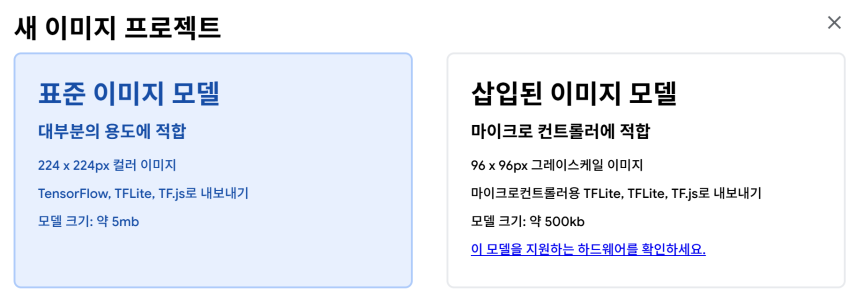 새 이미지 프로젝트
표준 이미지 모델
대부분의 용도에 적합
224 x 224px 컬러 이미지
TensorFlow, TFLite, TF.js로 내보내기
모델 크기: 약 5mb
삽입된 이미지 모델
마이크로 컨트롤러에 적합
96 x 96px 그레이스케일 이미지
마이크로컨트롤러용 TFLite, TFLite, TF.js로 내보내기
모델 크기: 약 500kb
이 모델을 지원하는 하드웨어를 확인하세요.